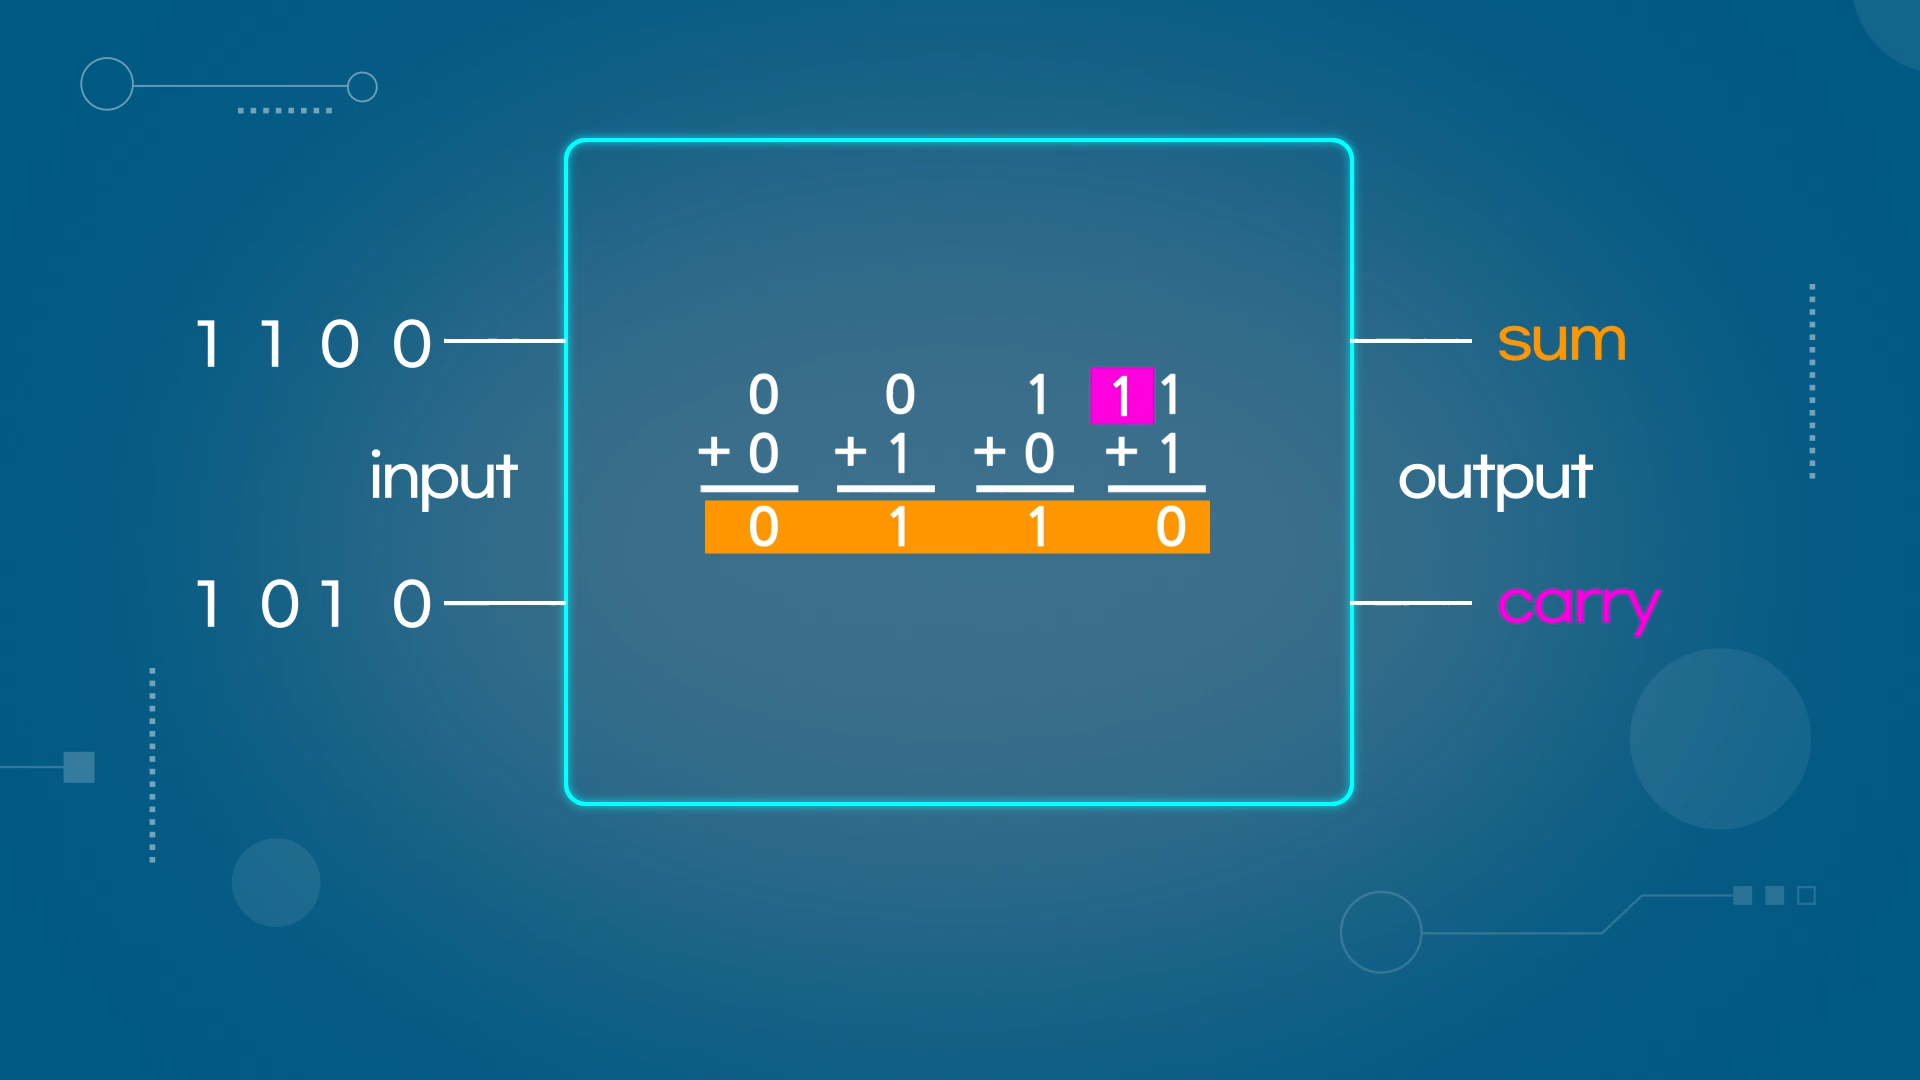 1 1 0 0
sum
0 0 1 1 1
+ 0 + 1 + 0 + 1
input
output
0 1 1 0
1 0 1 0
carry